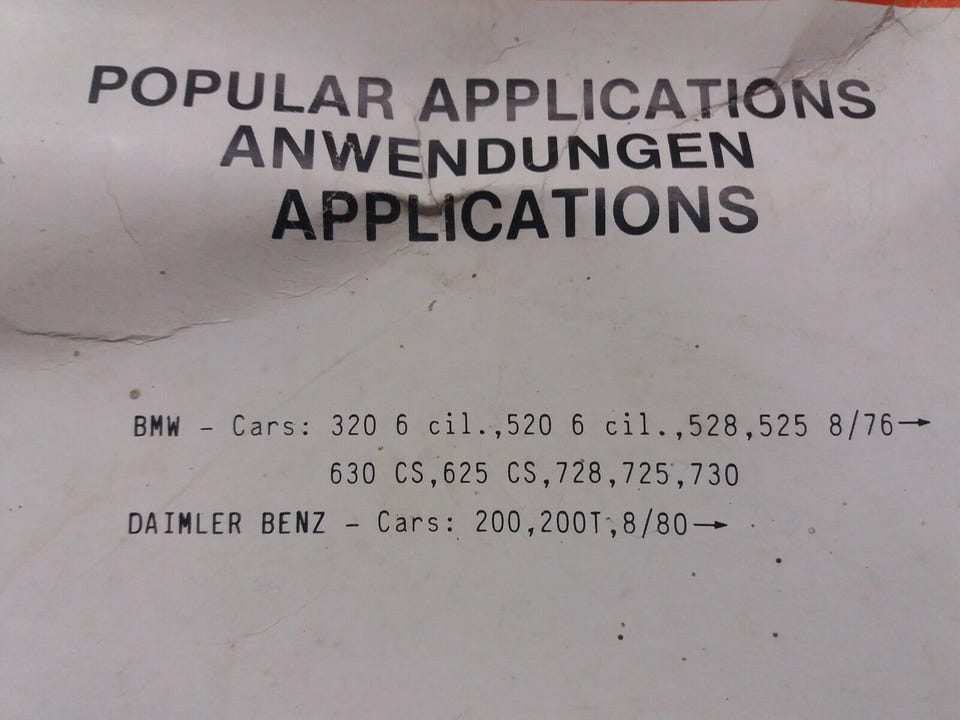 POPULAR APPLICATIONS
ANWENDUNGEN
APPLICATIONS
BMW - Cars: 320 6 cil.,520 6 cil.,528,525 8/76→
630 CS,625 CS,728,725,730
DAIMLER BENZ - Cars: 200,200T,8/80→